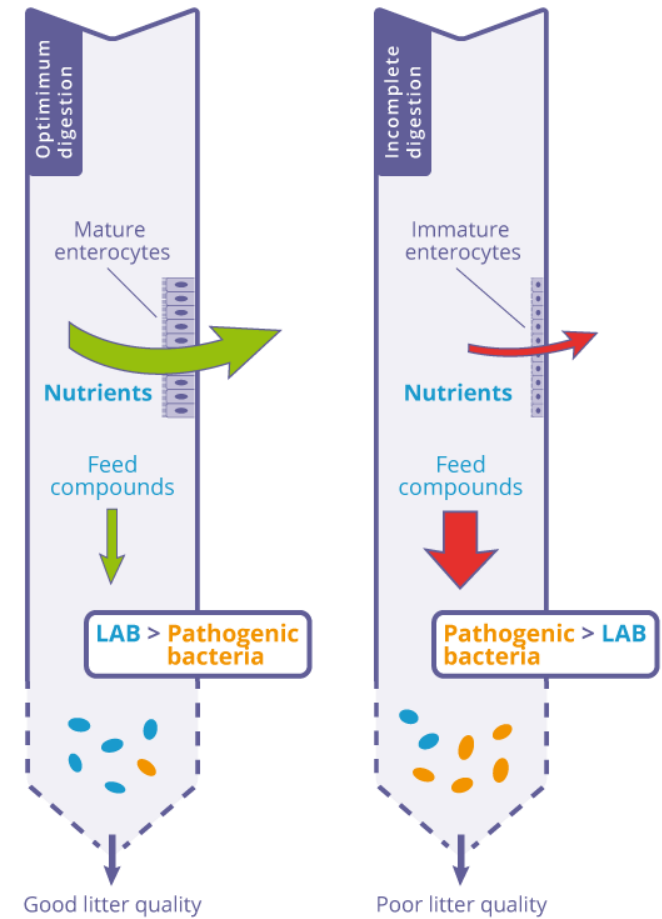 Optimimum
digestion
Mature
enterocytes
Nutrients
Feed
compounds
LAB > Pathogenic
bacteria
Good litter quality
Incomplete
digestion
Immature
enterocytes
Nutrients
Feed
compounds
Pathogenic > LAB
bacteria
Poor litter quality